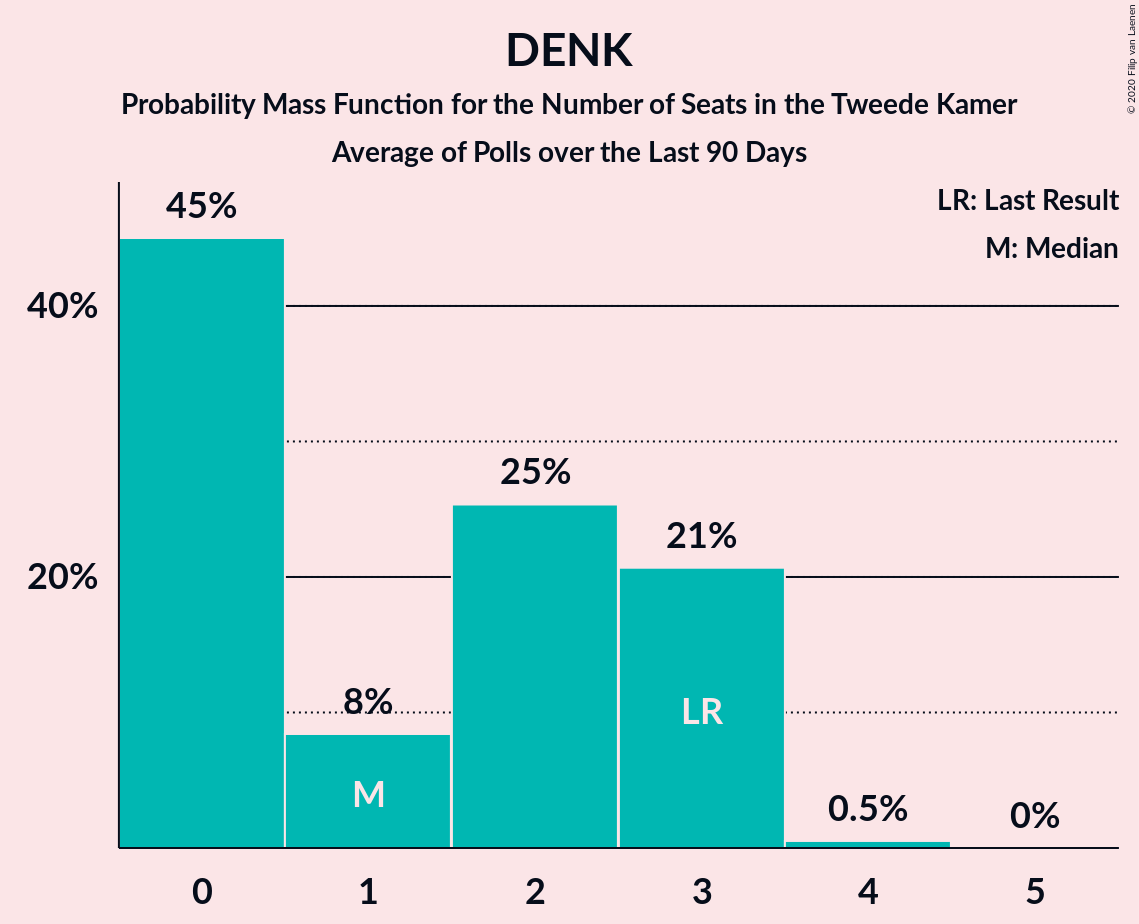 DENK
Probability Mass Function for the Number of Seats in the Tweede Kamer
Average of Polls over the Last 90 Days
© 2020 Filip van Laenen
LR: Last Result
M: Median
45%
40%
25%
21%
20%
8%
LR
M
0.5%
0%
0 1 2 3 4 5